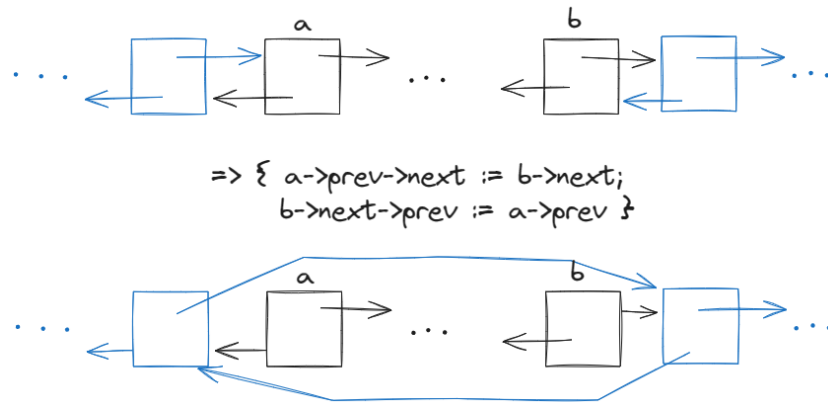 a
b
...
...
...
=> { a->prev->next := b->next;
b->next->prev := a->prev }
a
b
...
...
...